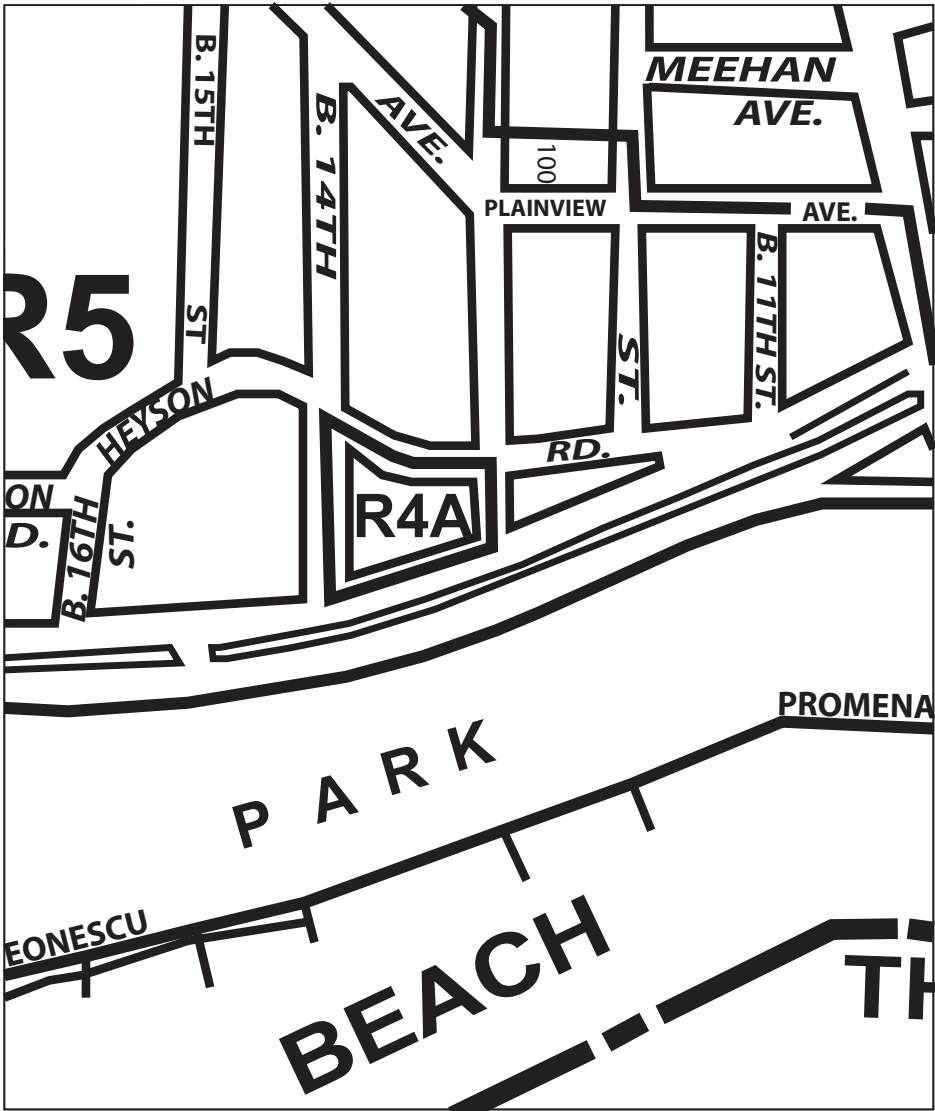 B. 15TH
ST
B. 14TH
AVE.
MEEHAN
AVE.
100
PLAINVIEW
AVE.
B. 11TH ST.
ST.
R5
HEYSON
RD.
ON
D.
B. 16TH
ST.
R4A
PROMENA
PARK
EONESCU
BEACH
TH